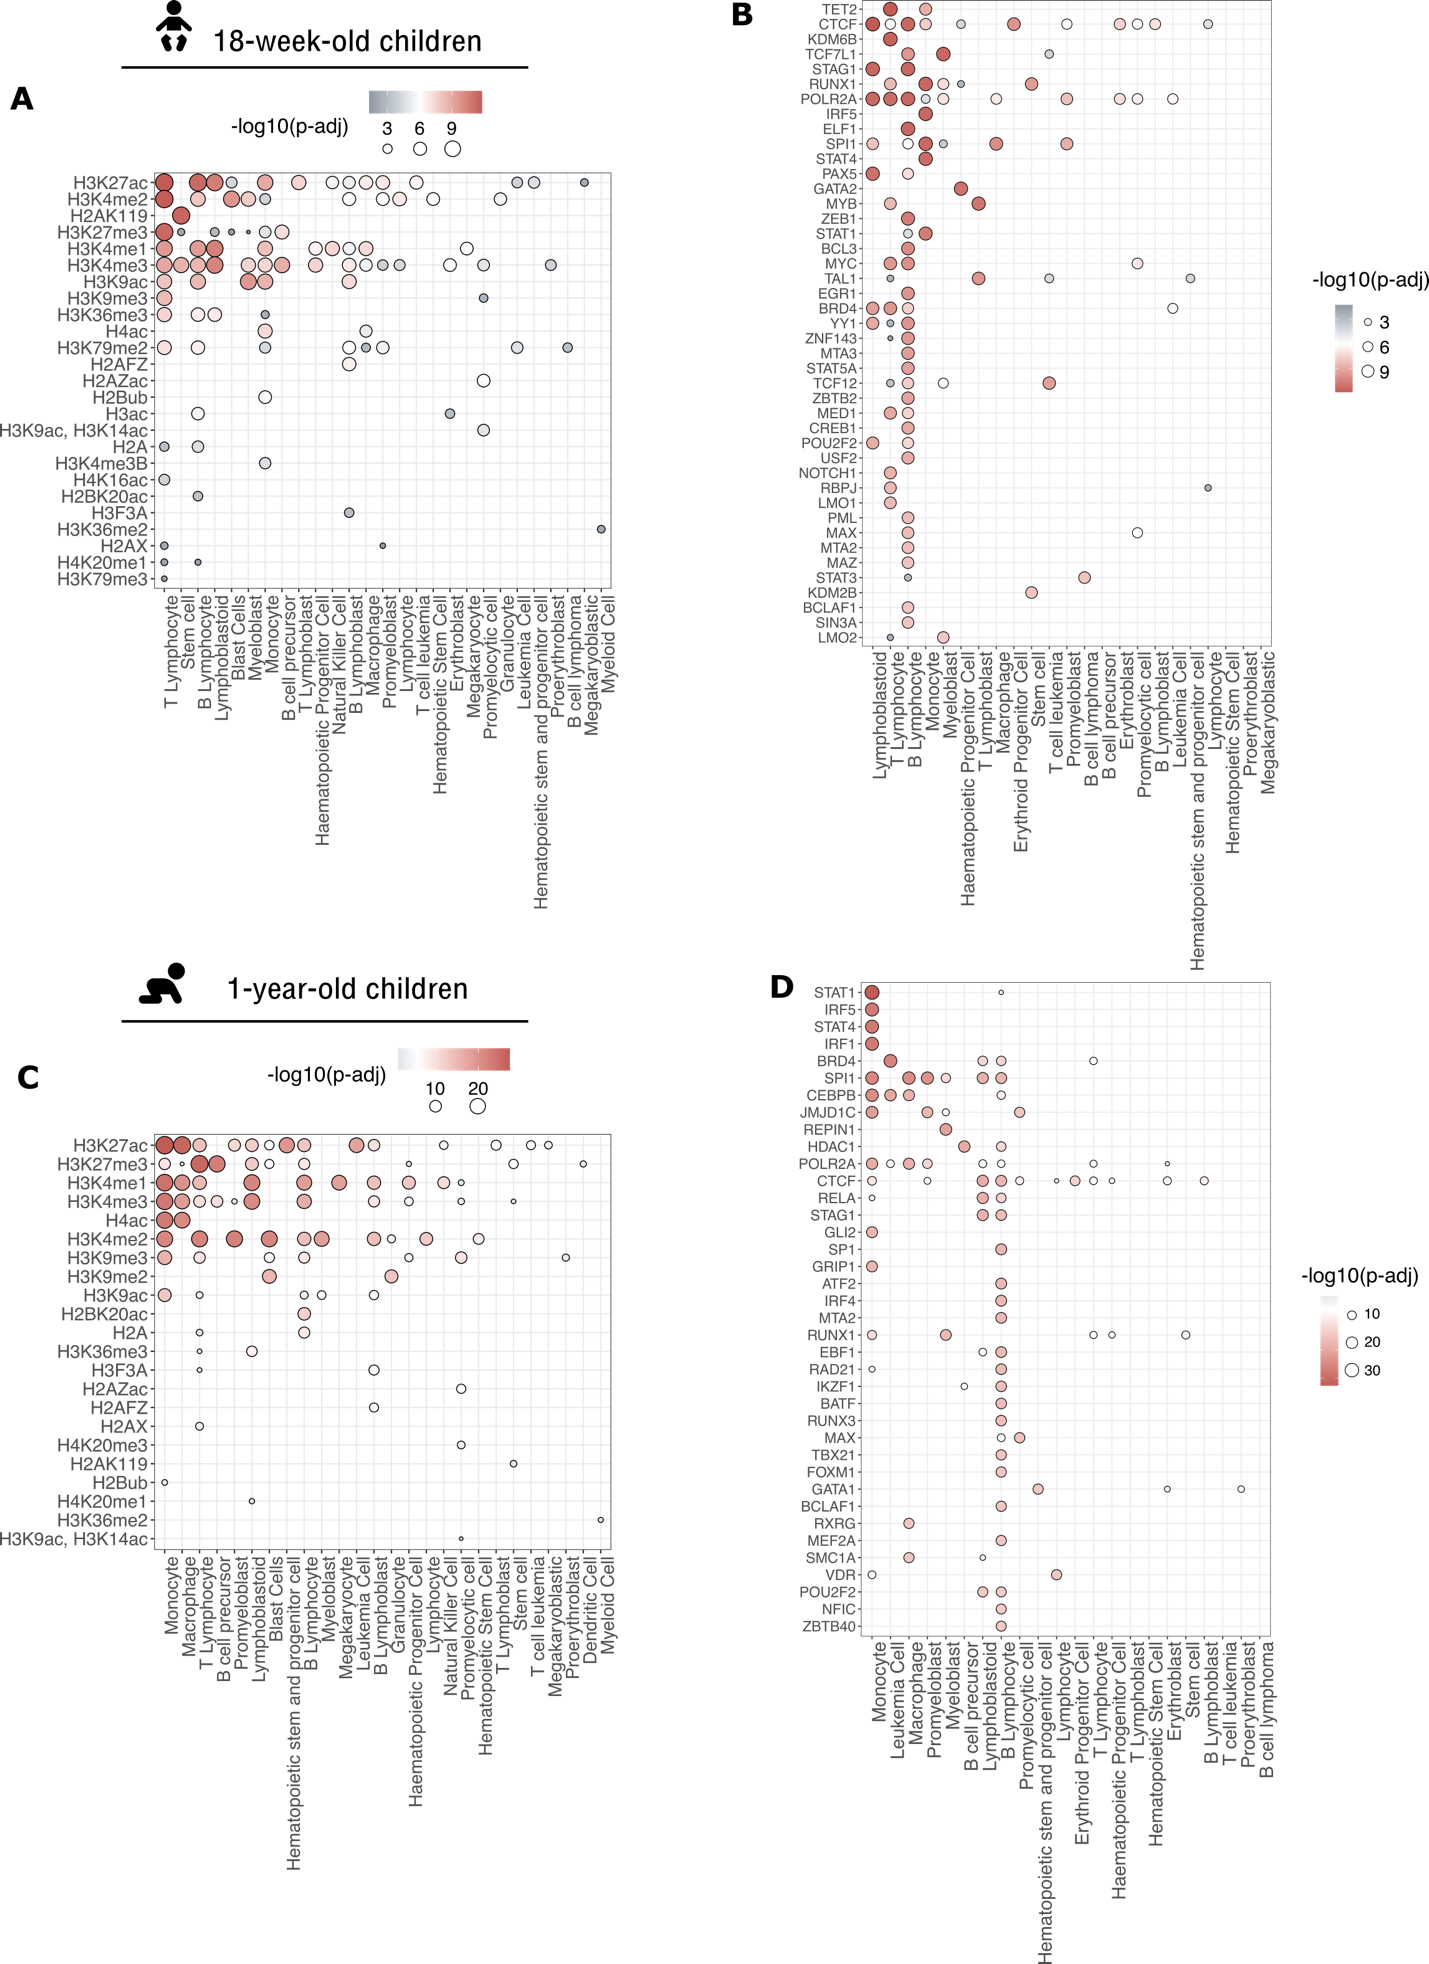 18-week-old children
A
-log10(p-adj)
3 6 9
H3K27ac
H3K4me2
H2AK119
H3K27me3
H3K4me1
H3K4me3
H3K9ac
H3K9me3
H3K36me3
H4ac
H3K79me2
H2AFZ
H2AZac
H2Bub
H3ac
H3K9ac, H3K14ac
H2A
H3K4me3B
H4K16ac
H2BK20ac
H3F3A
H3K36me2
H2AX
H4K20me1
H3K79me3
T Lymphocyte
Stem cell
B Lymphocyte
Lymphoblastoid
Blast Cells
Myeloblast
Monocyte
B cell precursor
T Lymphoblast
Haematopoietic Progenitor Cell
Natural Killer Cell
B Lymphoblast
Macrophage
Promyeloblast
Lymphocyte
T cell leukemia
Hematopoietic Stem Cell
Erythroblast
Megakaryocyte
Promyelocytic cell
Granulocyte
Leukemia Cell
Hematopoietic stem and progenitor cell
Proerythroblast
B cell lymphoma
Megakaryoblastic
Myeloid Cell
B
TET2
CTCF
KDM6B
TCF7L1
STAG1
RUNX1
POLR2A
IRF5
ELF1
SPI1
STAT4
PAX5
GATA2
MYB
ZEB1
STAT1
BCL3
MYC
TAL1
EGR1
BRD4
YY1
ZNF143
MTA3
STAT5A
TCF12
ZBTB2
MED1
CREB1
POU2F2
USF2
NOTCH1
RBPJ
LMO1
PML
MAX
MTA2
MAZ
STAT3
KDM2B
BCLAF1
SIN3A
LMO2
Lymphoblastoid
T Lymphocyte
B Lymphocyte
Monocyte
Myeloblast
Haematopoietic Progenitor Cell
T Lymphoblast
Macrophage
Erythroid Progenitor Cell
Stem cell
T cell leukemia
Promyeloblast
B cell lymphoma
B cell precursor
Erythroblast
Promyelocytic cell
B Lymphoblast
Leukemia Cell
Hematopoietic stem and progenitor cell
Lymphocyte
Hematopoietic Stem Cell
Proerythroblast
Megakaryoblastic
-log10(p-adj)
3
6
9
1-year-old children
C
-log10(p-adj)
10 20
H3K27ac
H3K27me3
H3K4me1
H3K4me3
H4ac
H3K4me2
H3K9me3
H3K9me2
H3K9ac
H2BK20ac
H2A
H3K36me3
H3F3A
H2AZac
H2AFZ
H2AX
H4K20me3
H2AK119
H2Bub
H4K20me1
H3K36me2
H3K9ac, H3K14ac
Monocyte
Macrophage
T Lymphocyte
B cell precursor
Promyeloblast
Lymphoblastoid
Blast Cells
Hematopoietic stem and progenitor cell
B Lymphocyte
Myeloblast
Megakaryocyte
Leukemia Cell
B Lymphoblast
Granulocyte
Haematopoietic Progenitor Cell
Lymphocyte
Natural Killer Cell
Promyelocytic cell
Hematopoietic Stem Cell
T Lymphoblast
Stem cell
T cell leukemia
Megakaryoblastic
Proerythroblast
Dendritic Cell
Myeloid Cell
D
STAT1
IRF5
STAT4
IRF1
BRD4
SPI1
CEBPB
JMJD1C
REPIN1
HDAC1
POLR2A
CTCF
RELA
STAG1
GLI2
SP1
GRIP1
ATF2
IRF4
MTA2
RUNX1
EBF1
RAD21
IKZF1
BATF
RUNX3
MAX
TBX21
FOXM1
GATA1
BCLAF1
RXRG
MEF2A
SMC1A
VDR
POU2F2
NFIC
ZBTB40
Monocyte
Leukemia Cell
Macrophage
Promyeloblast
Myeloblast
B cell precursor
Lymphoblastoid
B Lymphocyte
Promyelocytic cell
Hematopoietic stem and progenitor cell
Lymphocyte
Erythroid Progenitor Cell
T Lymphocyte
Haematopoietic Progenitor Cell
T Lymphoblast
Hematopoietic Stem Cell
Erythroblast
Stem cell
B Lymphoblast
T cell leukemia
Proerythroblast
B cell lymphoma
-log10(p-adj)
10
20
30